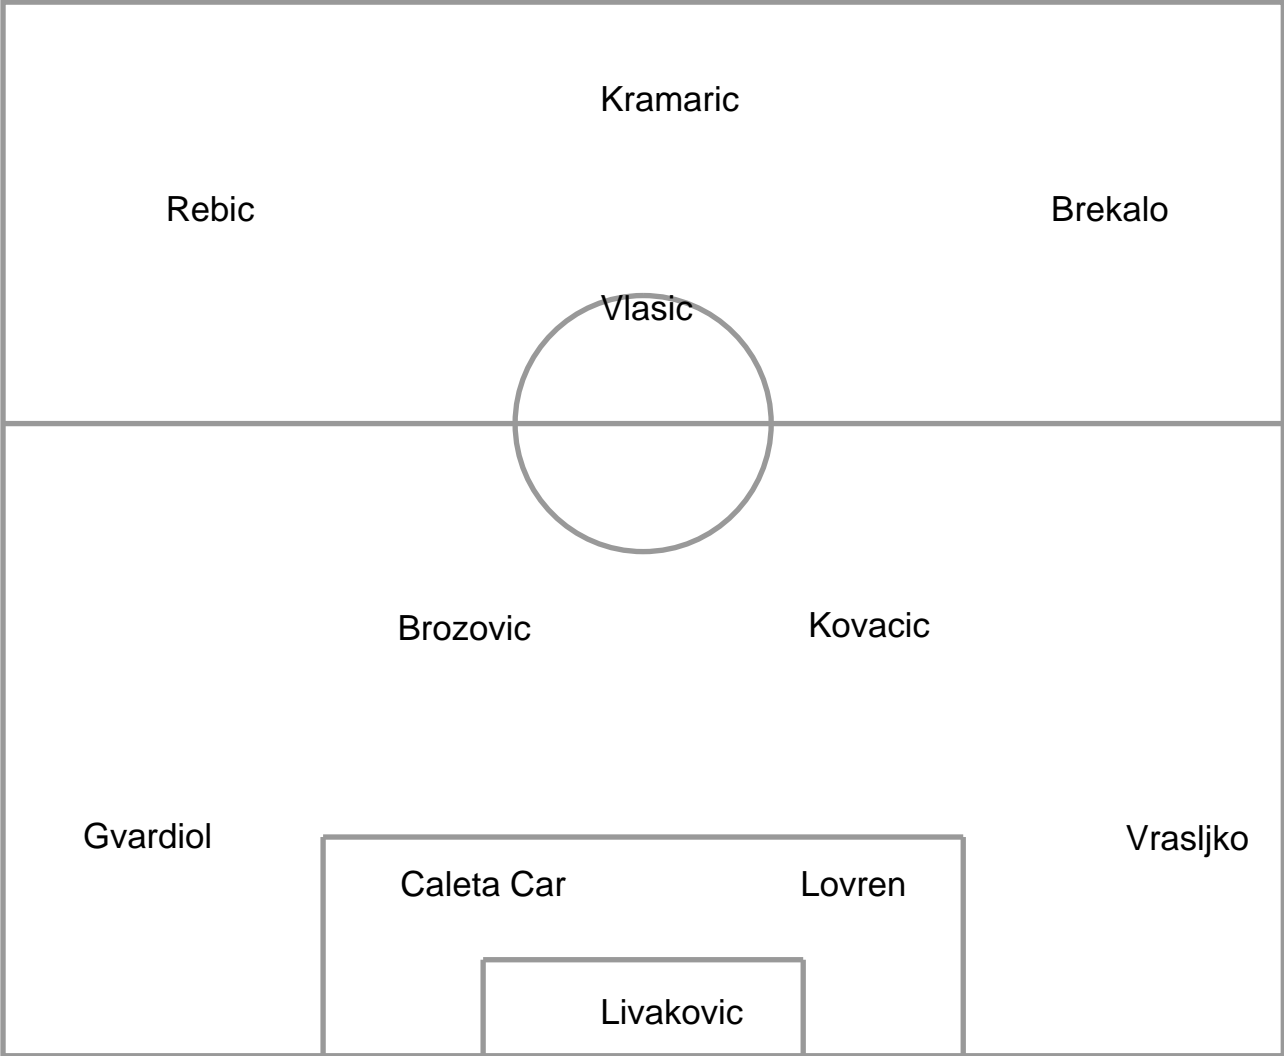 Kramaric
Rebic
Brekalo
Vlasic
Brozovic
Kovacic
Gvardiol
Vrasljko
Caleta Car
Lovren
Livakovic